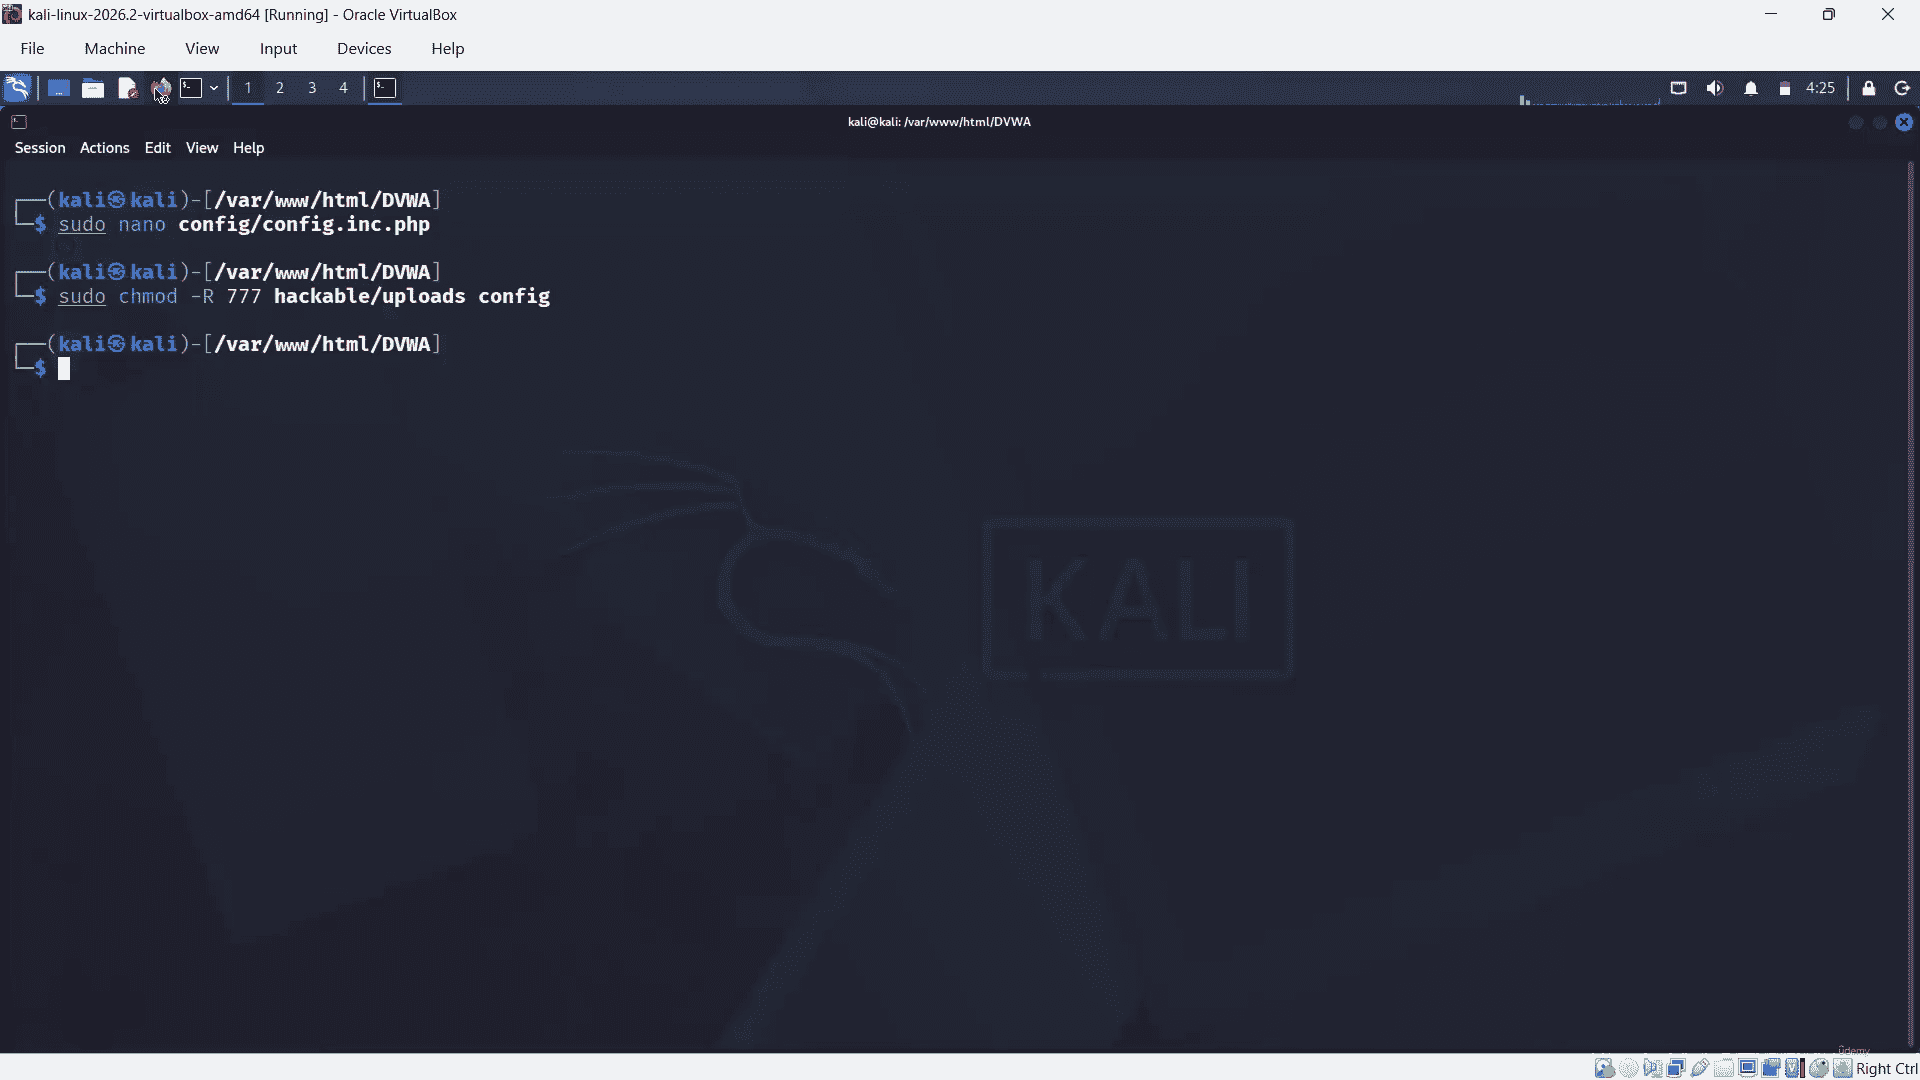 kali-linux-2026.2-virtualbox-amd64 [Running] - Oracle VirtualBox
File Machine View Input Devices Help
1 2 3 4 4:25
kali@kali: /var/www/html/DVWA
Session Actions Edit View Help
(kali㉿kali)-[/var/www/html/DVWA]
$ sudo nano config/config.inc.php
(kali㉿kali)-[/var/www/html/DVWA]
$ sudo chmod -R 777 hackable/uploads config
(kali㉿kali)-[/var/www/html/DVWA]
$
KALI
ûdemy
Right Ctrl